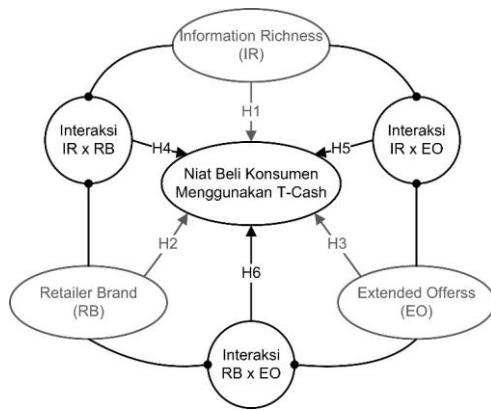 Information Richness
(IR)
H1
Interaksi
IR x RB
H4
Interaksi
IR x EO
H5
Niat Beli Konsumen
Menggunakan T-Cash
H2
H3
H6
Retailer Brand
(RB)
Extended Offerss
(EO)
Interaksi
RB x EO